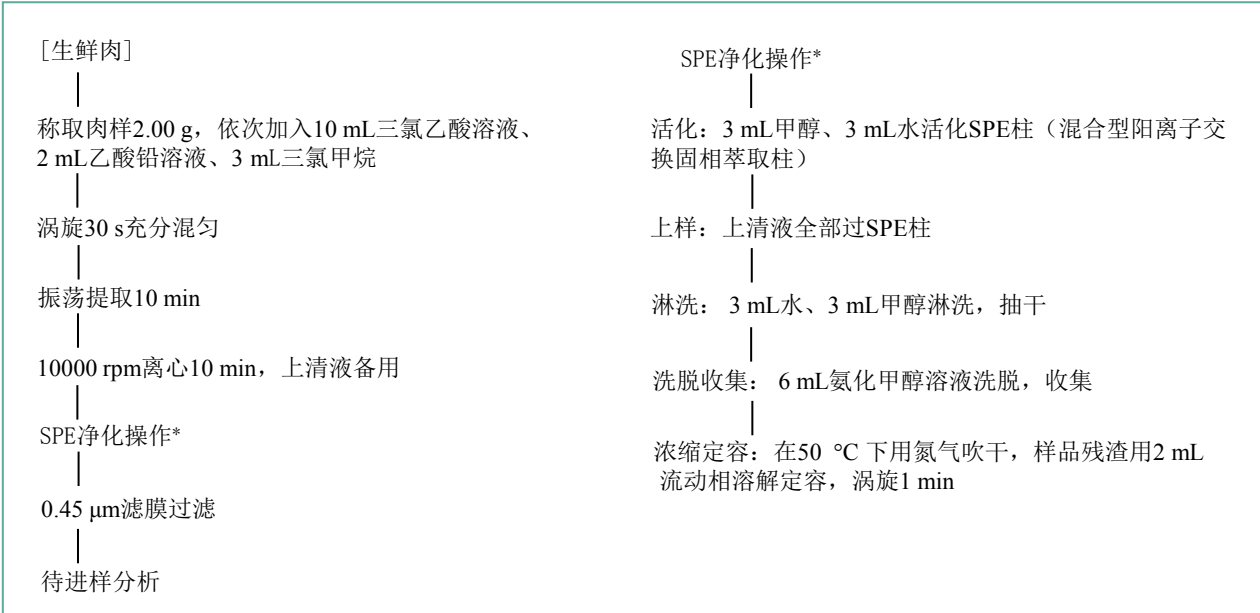 [生鲜肉]
称取肉样2.00 g，依次加入10 mL三氯乙酸溶液、
2 mL乙酸铅溶液、3 mL三氯甲烷
涡旋30 s充分混匀
振荡提取10 min
10000 rpm离心10 min，上清液备用
SPE净化操作*
0.45 μm滤膜过滤
待进样分析
SPE净化操作*
活化：3 mL甲醇、3 mL水活化SPE柱（混合型阳离子交
换固相萃取柱）
上样：上清液全部过SPE柱
淋洗： 3 mL水、3 mL甲醇淋洗，抽干
洗脱收集： 6 mL氨化甲醇溶液洗脱，收集
浓缩定容：在50 °C 下用氮气吹干，样品残渣用2 mL
流动相溶解定容，涡旋1 min